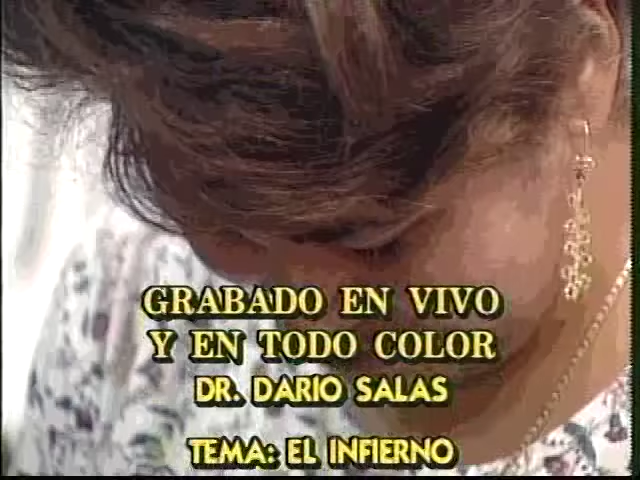 GRABADO EN VIVO
Y EN TODO COLOR
DR. DARIO SALAS
TEMA: EL INFIERNO